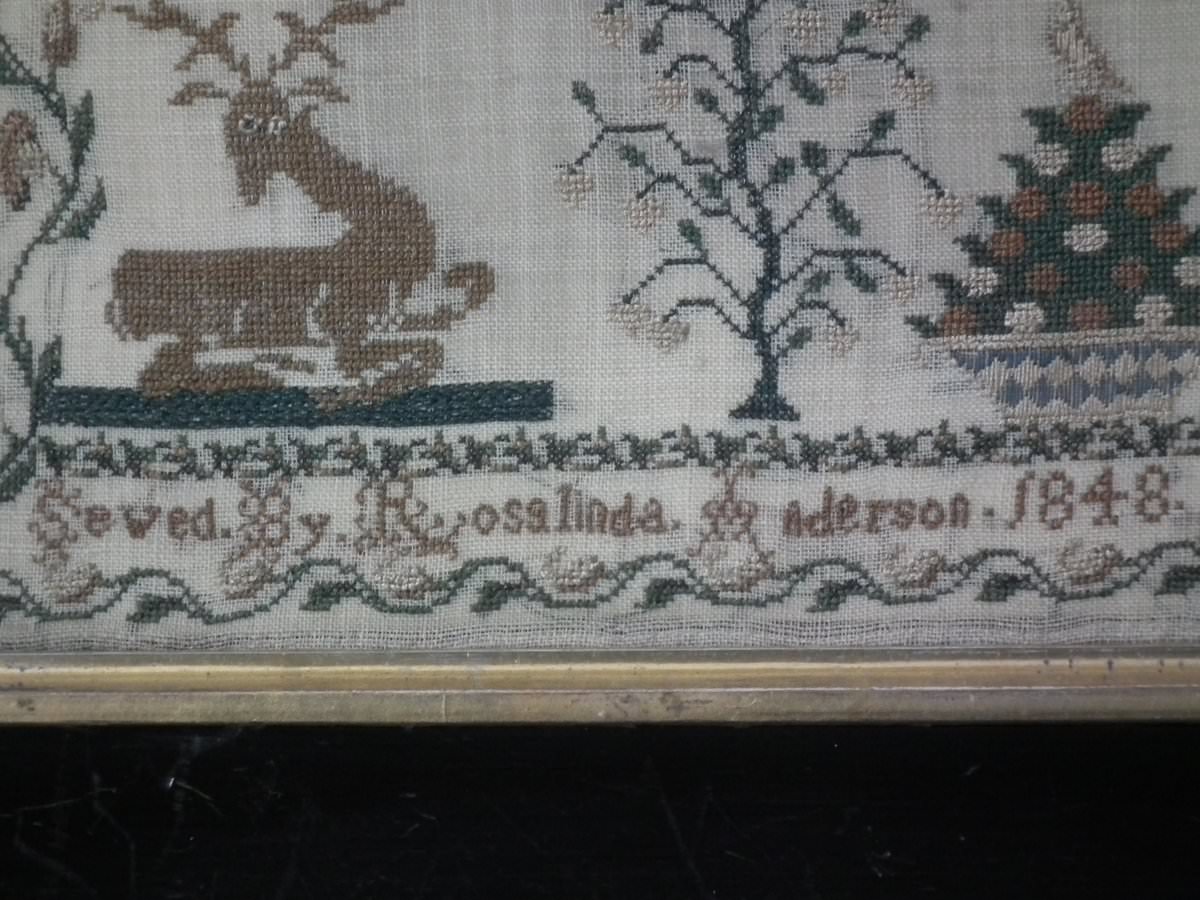 Sewed. By. Rosalinda. Anderson. 1848.